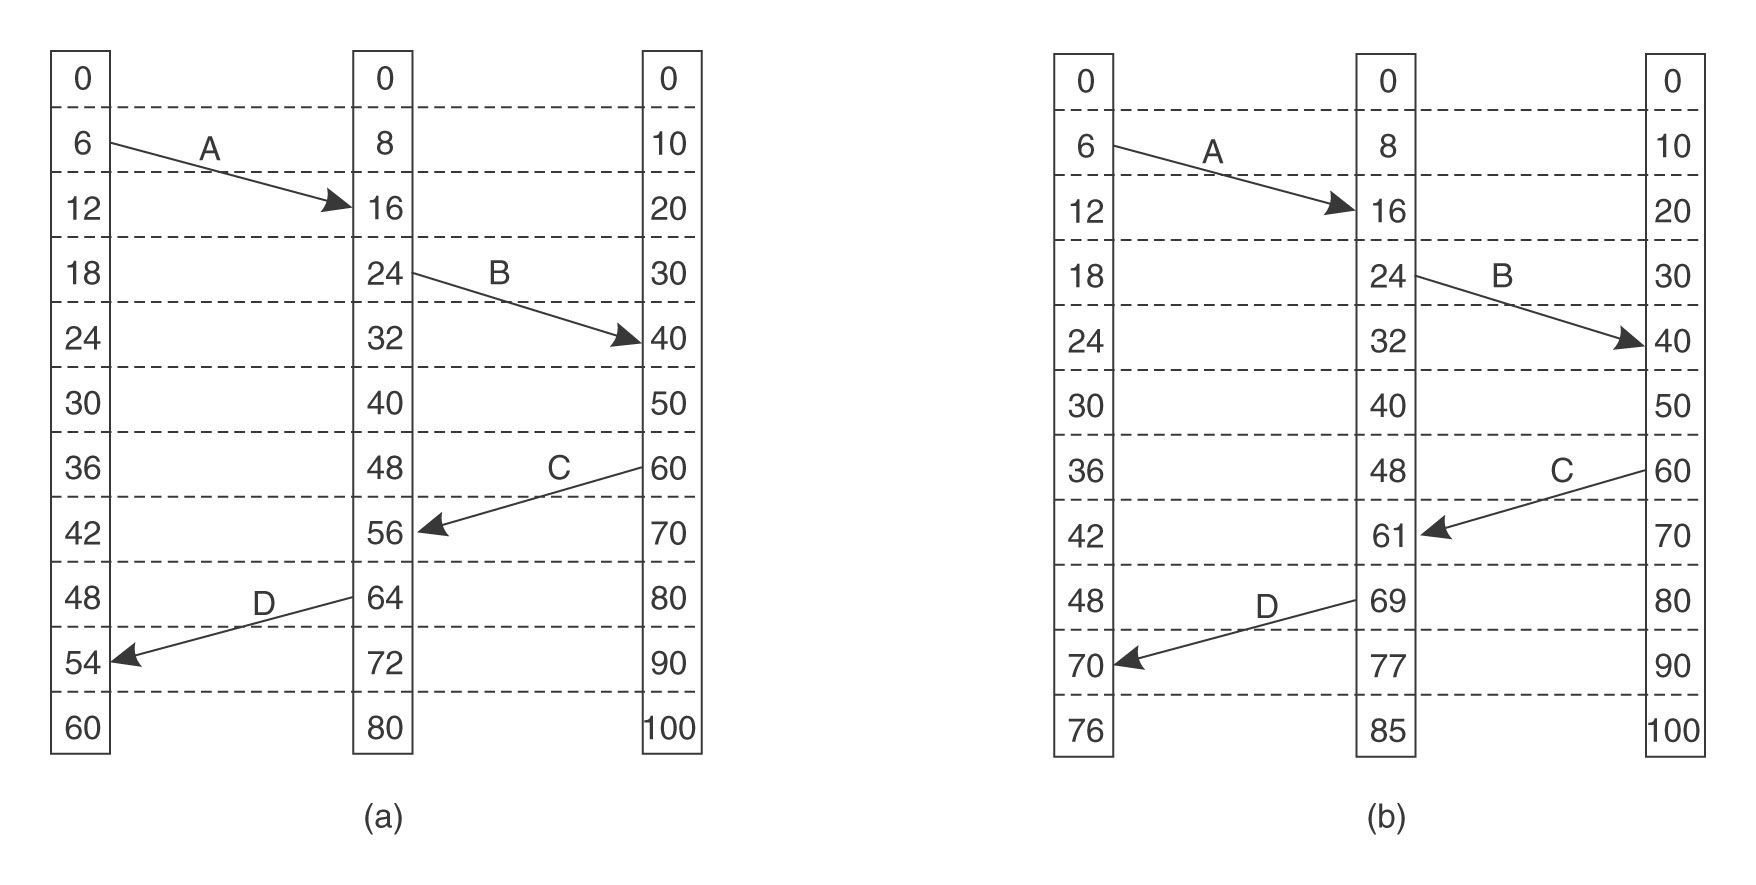 0 0 0 0 0 0
6 A 8 10 6 A 8 10
12 16 20 12 16 20
18 24 B 30 18 24 B 30
24 32 40 24 32 40
30 40 50 30 40 50
36 48 C 60 36 48 C 60
42 56 70 42 61 70
48 D 64 80 48 D 69 80
54 72 90 70 77 90
60 80 100 76 85 100
(a) (b)